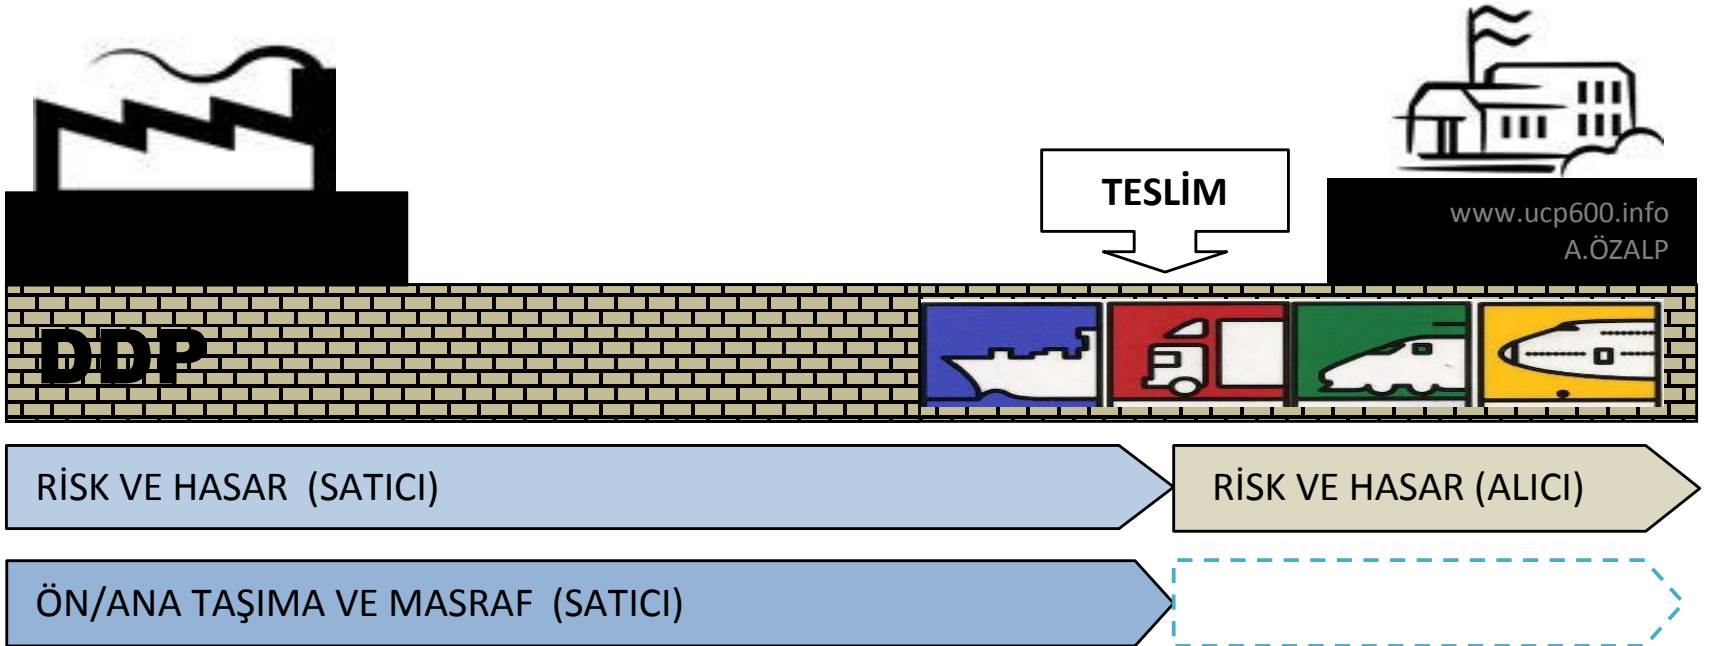 TESLİM
www.ucp600.info
A.ÖZALP
DDP
RİSK VE HASAR (SATICI)
RİSK VE HASAR (ALICI)
ÖN/ANA TAŞIMA VE MASRAF (SATICI)